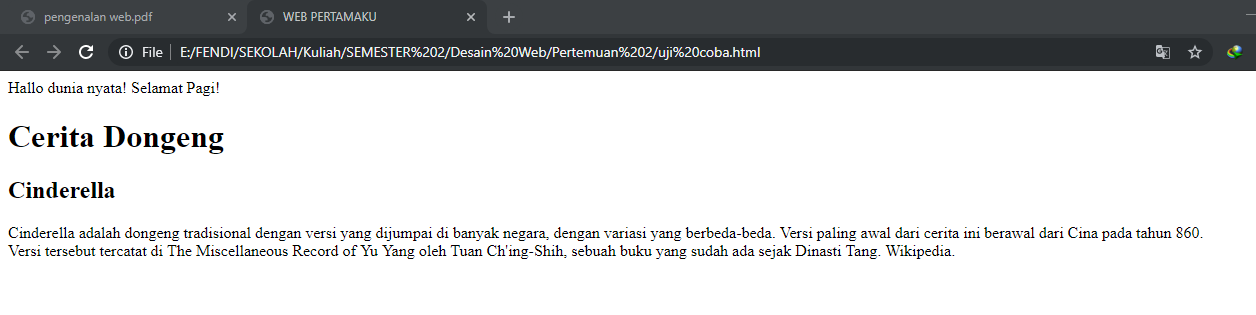 pengenalan web.pdf
WEB PERTAMAKU
File
E:/FENDI/SEKOLAH/Kuliah/SEMESTER%202/Desain%20Web/Pertemuan%202/uji%20coba.html
Hallo dunia nyata! Selamat Pagi!
Cerita Dongeng
Cinderella
Cinderella adalah dongeng tradisional dengan versi yang dijumpai di banyak negara, dengan variasi yang berbeda-beda. Versi paling awal dari cerita ini berawal dari Cina pada tahun 860.
Versi tersebut tercatat di The Miscellaneous Record of Yu Yang oleh Tuan Ch'ing-Shih, sebuah buku yang sudah ada sejak Dinasti Tang. Wikipedia.